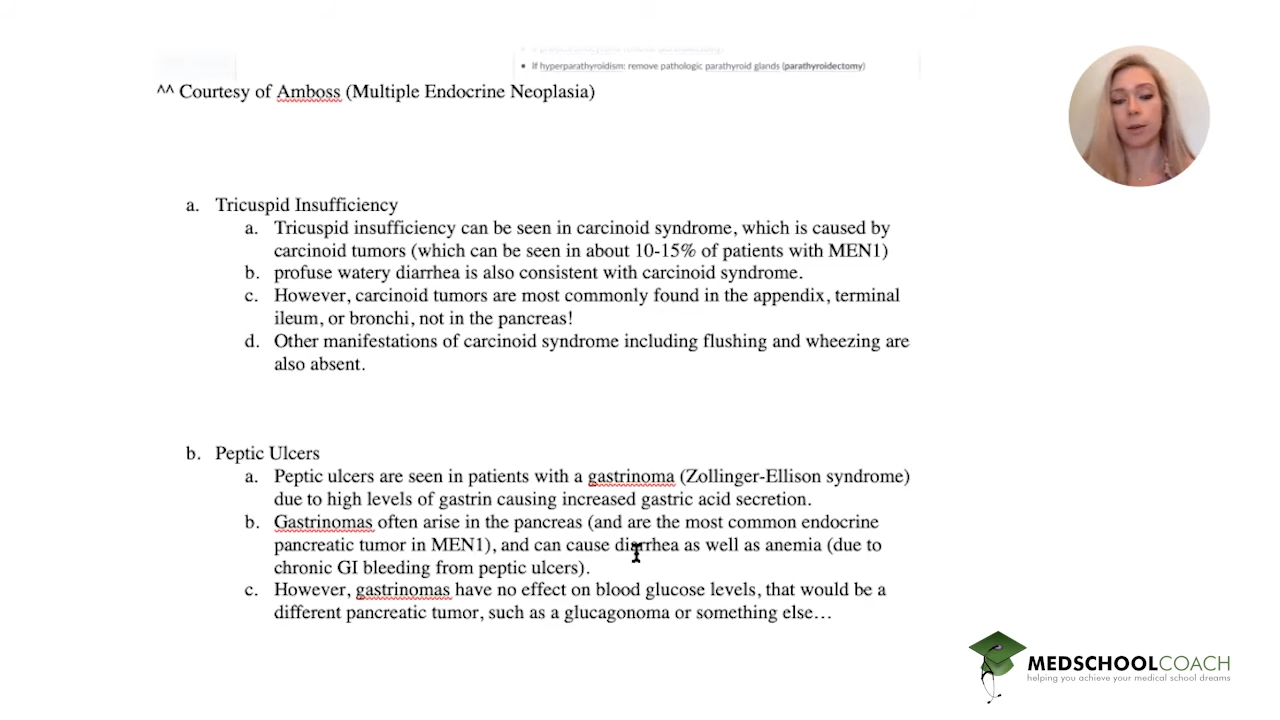 • If hyperparathyroidism: remove pathologic parathyroid glands (parathyroidectomy)
^^ Courtesy of Amboss (Multiple Endocrine Neoplasia)
a. Tricuspid Insufficiency
a. Tricuspid insufficiency can be seen in carcinoid syndrome, which is caused by
carcinoid tumors (which can be seen in about 10-15% of patients with MEN1)
b. profuse watery diarrhea is also consistent with carcinoid syndrome.
c. However, carcinoid tumors are most commonly found in the appendix, terminal
ileum, or bronchi, not in the pancreas!
d. Other manifestations of carcinoid syndrome including flushing and wheezing are
also absent.
b. Peptic Ulcers
a. Peptic ulcers are seen in patients with a gastrinoma (Zollinger-Ellison syndrome)
due to high levels of gastrin causing increased gastric acid secretion.
b. Gastrinomas often arise in the pancreas (and are the most common endocrine
pancreatic tumor in MEN1), and can cause diarrhea as well as anemia (due to
chronic GI bleeding from peptic ulcers).
c. However, gastrinomas have no effect on blood glucose levels, that would be a
different pancreatic tumor, such as a glucagonoma or something else…
MEDSCHOOLCOACH
helping you achieve your medical school dreams